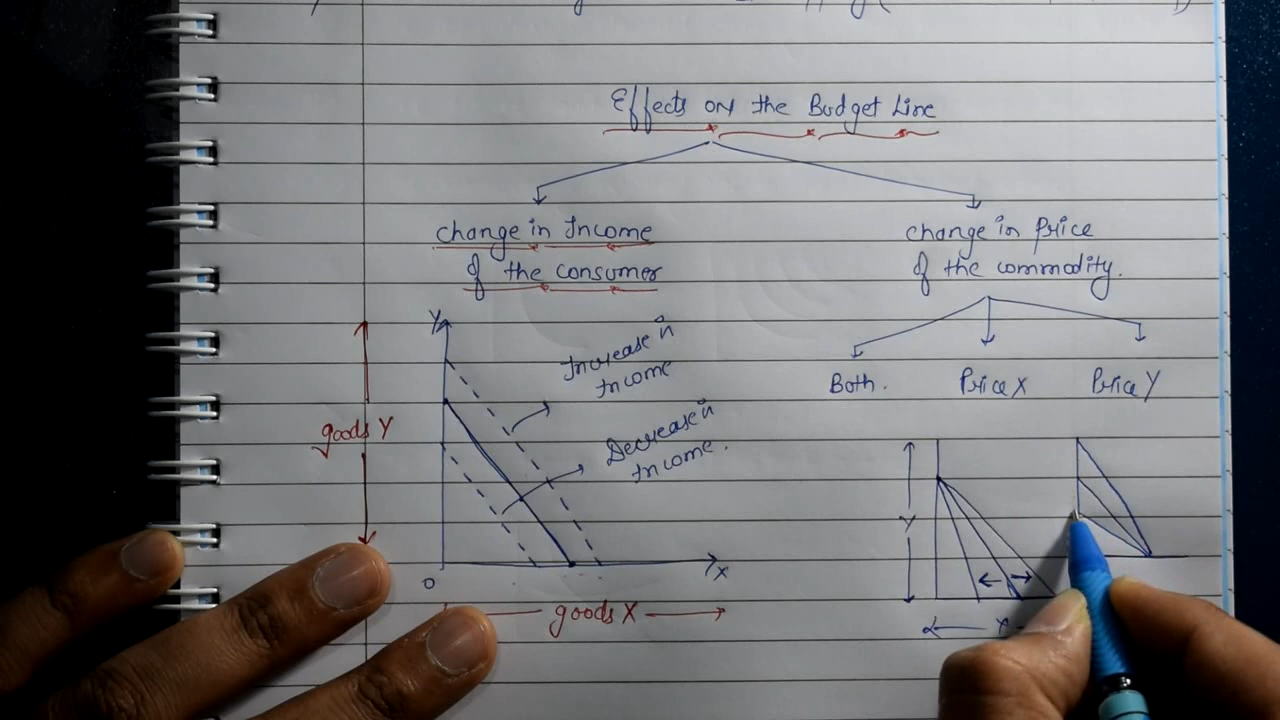 Effects on the Budget Line
change in Income
of the consumer
change in Price
of the commodity.
Both.
Price X
Price Y
Y
Increase in
Income
Decrease in
Income.
goods Y
O
X
goods X
Y
X